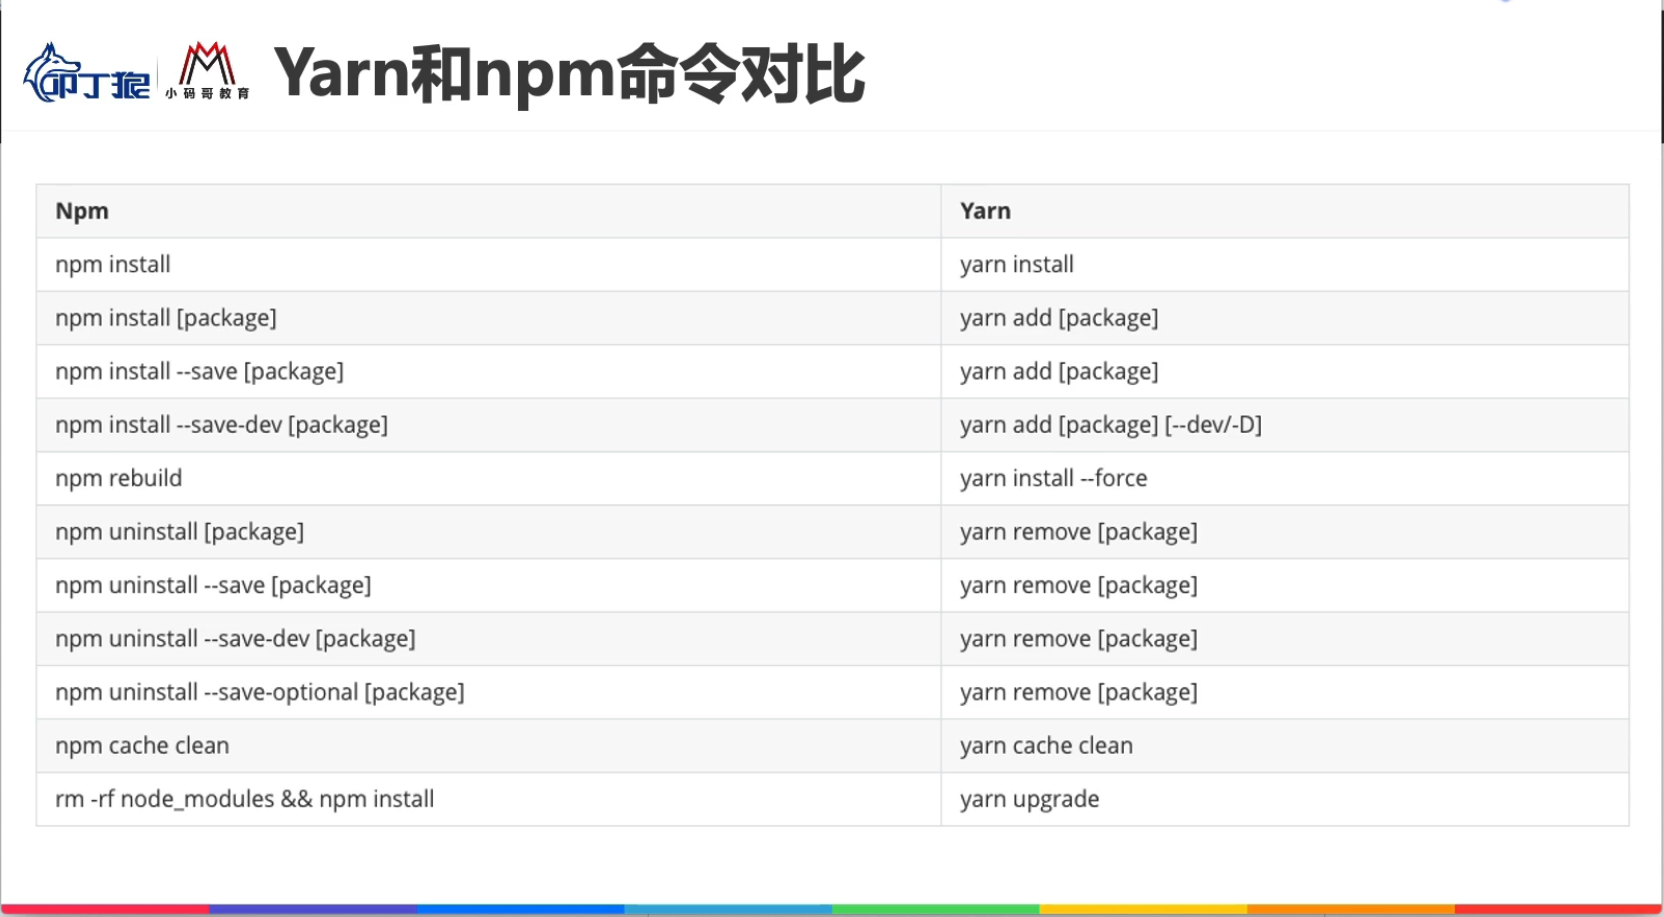 叩丁狼
小码哥教育
Yarn和npm命令对比
Npm Yarn
npm install yarn install
npm install [package] yarn add [package]
npm install --save [package] yarn add [package]
npm install --save-dev [package] yarn add [package] [--dev/-D]
npm rebuild yarn install --force
npm uninstall [package] yarn remove [package]
npm uninstall --save [package] yarn remove [package]
npm uninstall --save-dev [package] yarn remove [package]
npm uninstall --save-optional [package] yarn remove [package]
npm cache clean yarn cache clean
rm -rf node_modules && npm install yarn upgrade